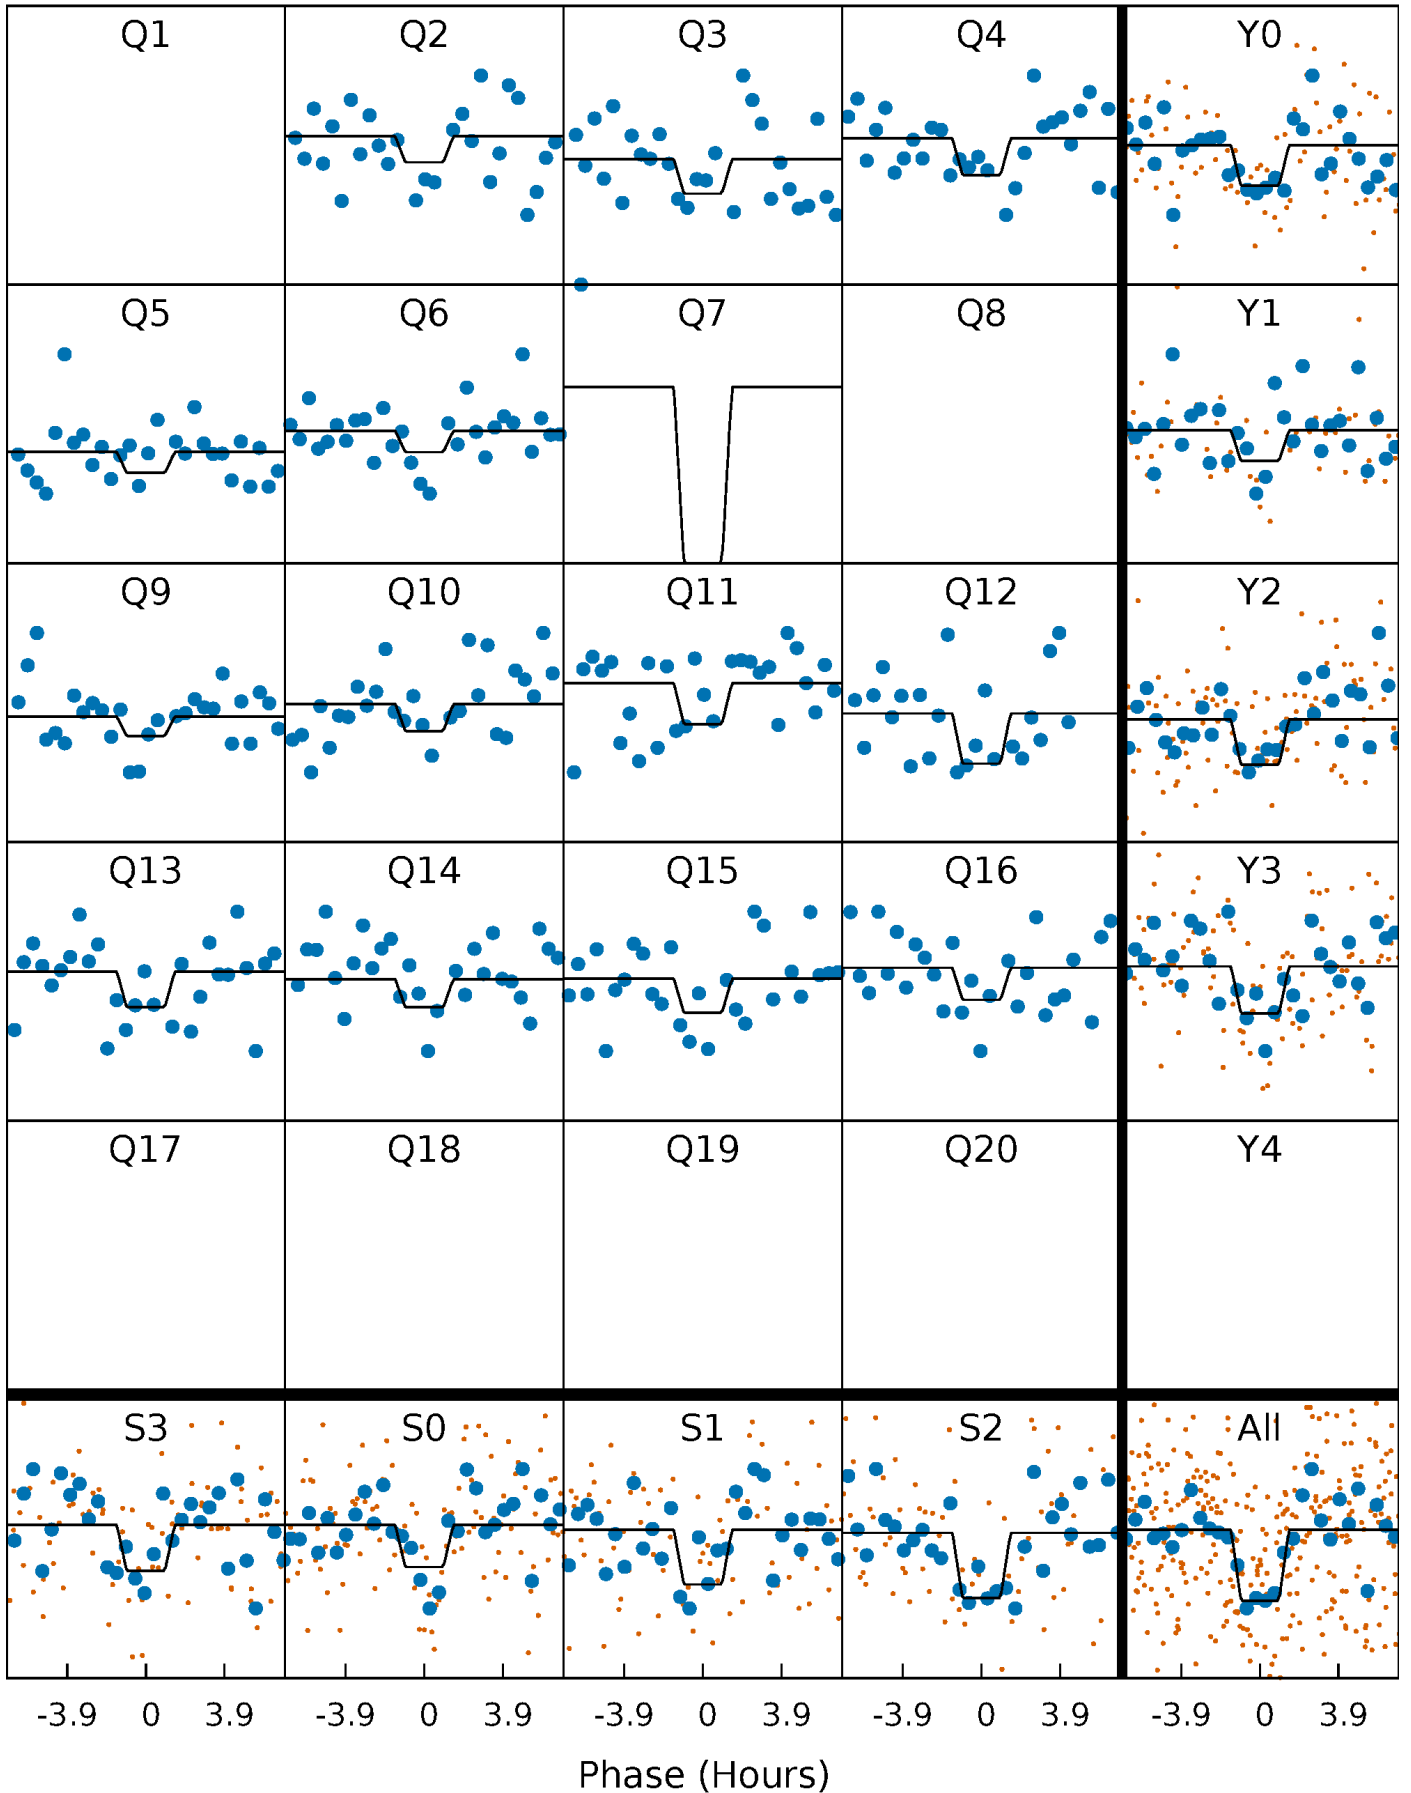 Q1 Q2 Q3 Q4 Y0
Q5 Q6 Q7 Q8 Y1
Q9 Q10 Q11 Q12 Y2
Q13 Q14 Q15 Q16 Y3
Q17 Q18 Q19 Q20 Y4
S3 S0 S1 S2 All
-3.9 0 3.9 -3.9 0 3.9 -3.9 0 3.9 -3.9 0 3.9 -3.9 0 3.9
Phase (Hours)